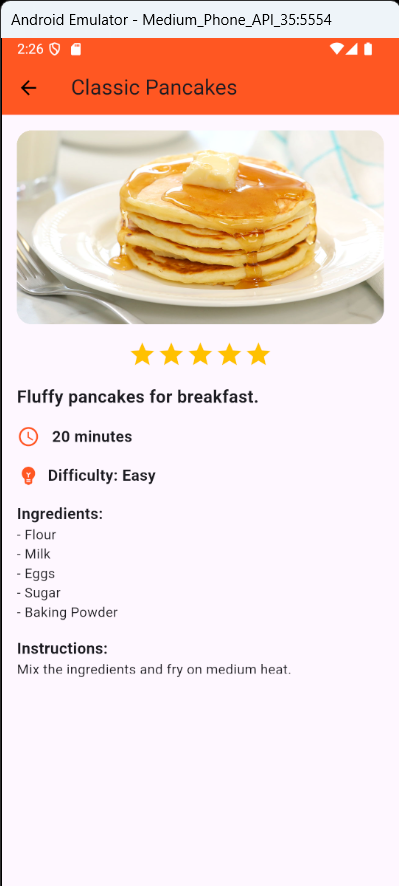 Android Emulator - Medium_Phone_API_35:5554
2:26
Classic Pancakes
Fluffy pancakes for breakfast.
20 minutes
Difficulty: Easy
Ingredients:
- Flour
- Milk
- Eggs
- Sugar
- Baking Powder
Instructions:
Mix the ingredients and fry on medium heat.